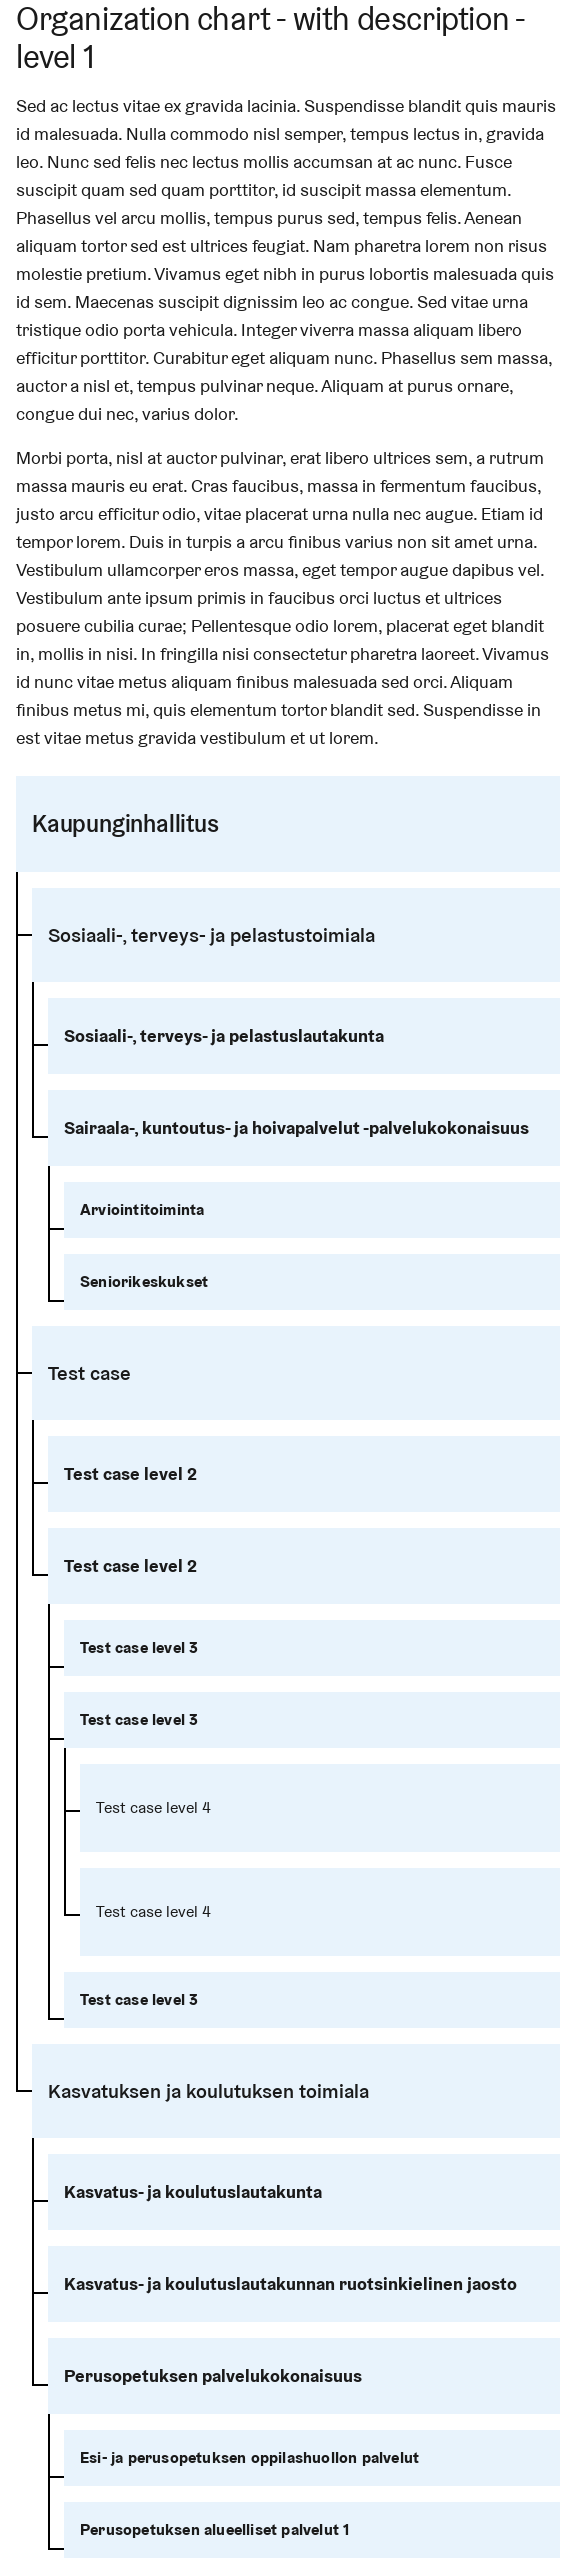 Organization chart - with description -
level 1
Sed ac lectus vitae ex gravida lacinia. Suspendisse blandit quis mauris
id malesuada. Nulla commodo nisl semper, tempus lectus in, gravida
leo. Nunc sed felis nec lectus mollis accumsan at ac nunc. Fusce
suscipit quam sed quam porttitor, id suscipit massa elementum.
Phasellus vel arcu mollis, tempus purus sed, tempus felis. Aenean
aliquam tortor sed est ultrices feugiat. Nam pharetra lorem non risus
molestie pretium. Vivamus eget nibh in purus lobortis malesuada quis
id sem. Maecenas suscipit dignissim leo ac congue. Sed vitae urna
tristique odio porta vehicula. Integer viverra massa aliquam libero
efficitur porttitor. Curabitur eget aliquam nunc. Phasellus sem massa,
auctor a nisl et, tempus pulvinar neque. Aliquam at purus ornare,
congue dui nec, varius dolor.
Morbi porta, nisl at auctor pulvinar, erat libero ultrices sem, a rutrum
massa mauris eu erat. Cras faucibus, massa in fermentum faucibus,
justo arcu efficitur odio, vitae placerat urna nulla nec augue. Etiam id
tempor lorem. Duis in turpis a arcu finibus varius non sit amet urna.
Vestibulum ullamcorper eros massa, eget tempor augue dapibus vel.
Vestibulum ante ipsum primis in faucibus orci luctus et ultrices
posuere cubilia curae; Pellentesque odio lorem, placerat eget blandit
in, mollis in nisi. In fringilla nisi consectetur pharetra laoreet. Vivamus
id nunc vitae metus aliquam finibus malesuada sed orci. Aliquam
finibus metus mi, quis elementum tortor blandit sed. Suspendisse in
est vitae metus gravida vestibulum et ut lorem.
Kaupunginhallitus
Sosiaali-, terveys- ja pelastustoimiala
Sosiaali-, terveys- ja pelastuslautakunta
Sairaala-, kuntoutus- ja hoivapalvelut -palvelukokonaisuus
Arviointitoiminta
Seniorikeskukset
Test case
Test case level 2
Test case level 2
Test case level 3
Test case level 3
Test case level 4
Test case level 4
Test case level 3
Kasvatuksen ja koulutuksen toimiala
Kasvatus- ja koulutuslautakunta
Kasvatus- ja koulutuslautakunnan ruotsinkielinen jaosto
Perusopetuksen palvelukokonaisuus
Esi- ja perusopetuksen oppilashuollon palvelut
Perusopetuksen alueelliset palvelut 1